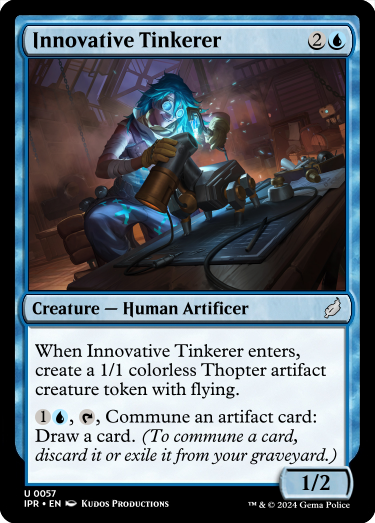 Innovative Tinkerer 2
Creature — Human Artificer
When Innovative Tinkerer enters,
create a 1/1 colorless Thopter artifact
creature token with flying.
1, , Commune an artifact card:
Draw a card. (To commune a card,
discard it or exile it from your graveyard.)
1/2
U 0057
IPR • EN Kudos Productions ™ & © 2024 Gema Police